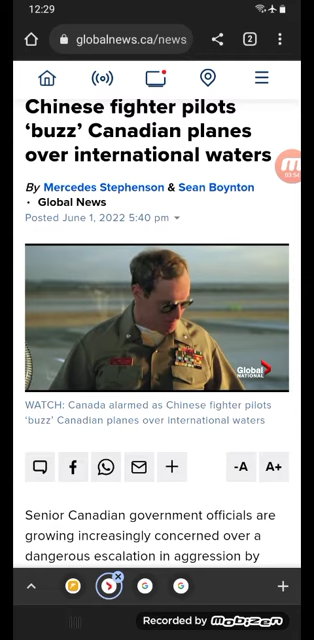 12:29
globalnews.ca/news
2
Chinese fighter pilots
‘buzz’ Canadian planes
over international waters
By Mercedes Stephenson & Sean Boynton
• Global News
Posted June 1, 2022 5:40 pm
Global
NATIONAL
WATCH: Canada alarmed as Chinese fighter pilots
‘buzz’ Canadian planes over international waters
-A A+
Senior Canadian government officials are
growing increasingly concerned over a
dangerous escalation in aggression by
Recorded by Mobizen